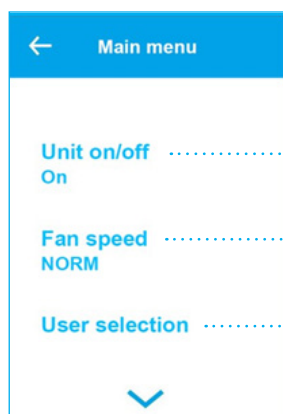 Main menu
Unit on/off
On
Fan speed
NORM
User selection